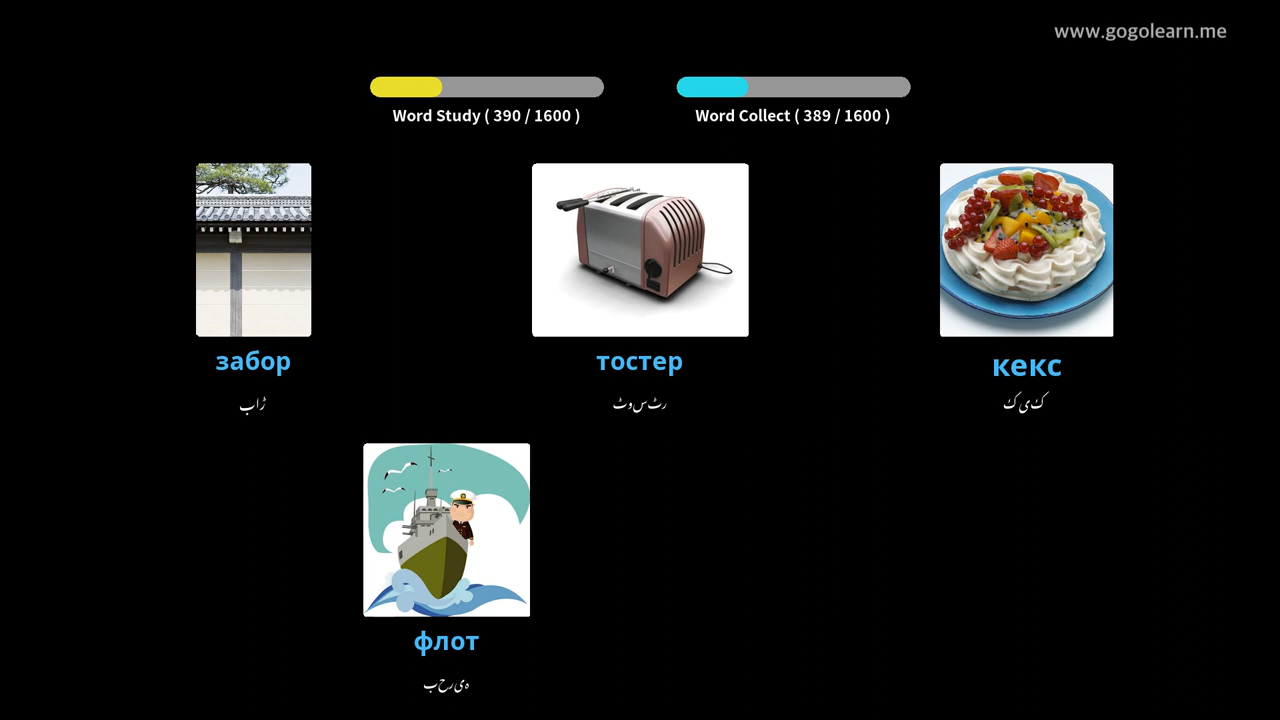 www.gogolearn.me
Word Study ( 390 / 1600 ) Word Collect ( 389 / 1600 )
забор тостер кекс
ڑاب رٹسوٹ کیک
флот
ہیرحب